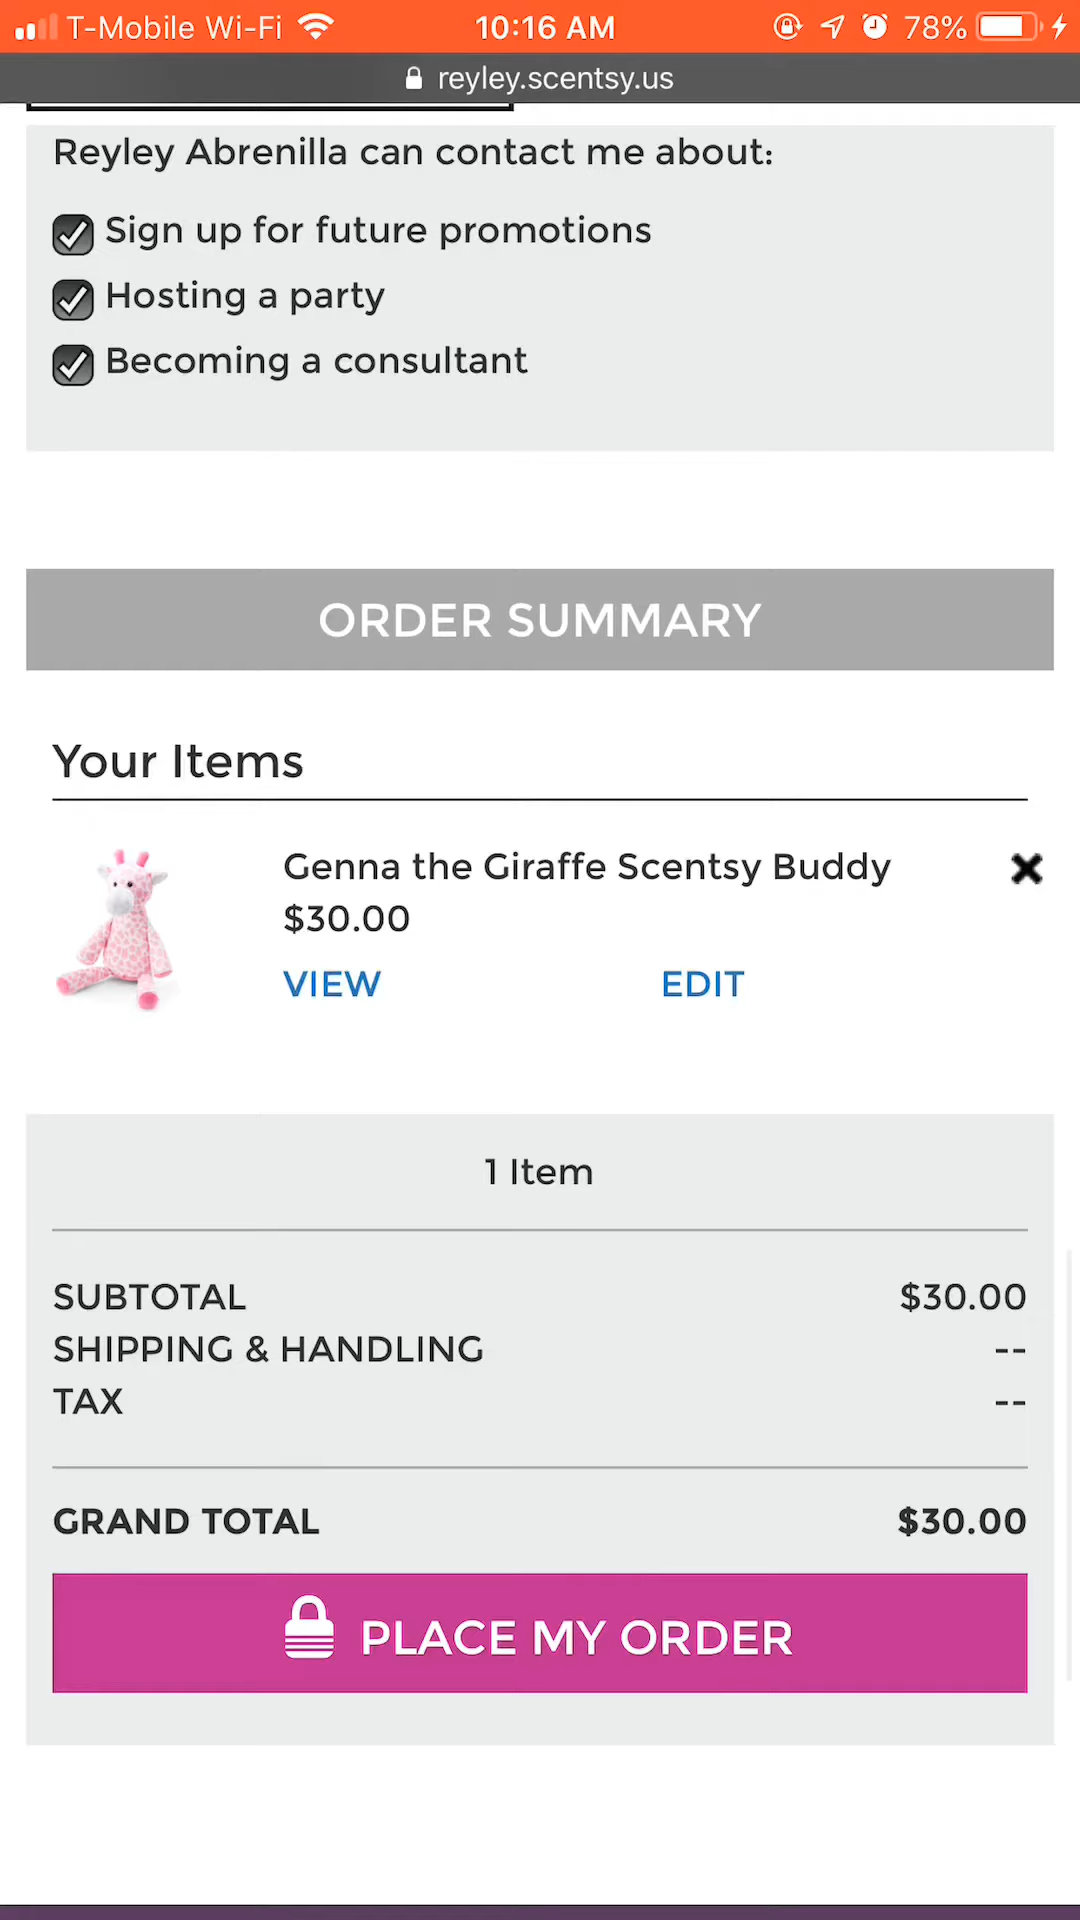 T-Mobile Wi-Fi 10:16 AM 78%
reyley.scentsy.us
Reyley Abrenilla can contact me about:
Sign up for future promotions
Hosting a party
Becoming a consultant
ORDER SUMMARY
Your Items
Genna the Giraffe Scentsy Buddy
$30.00
VIEW EDIT
1 Item
SUBTOTAL $30.00
SHIPPING & HANDLING --
TAX --
GRAND TOTAL $30.00
PLACE MY ORDER